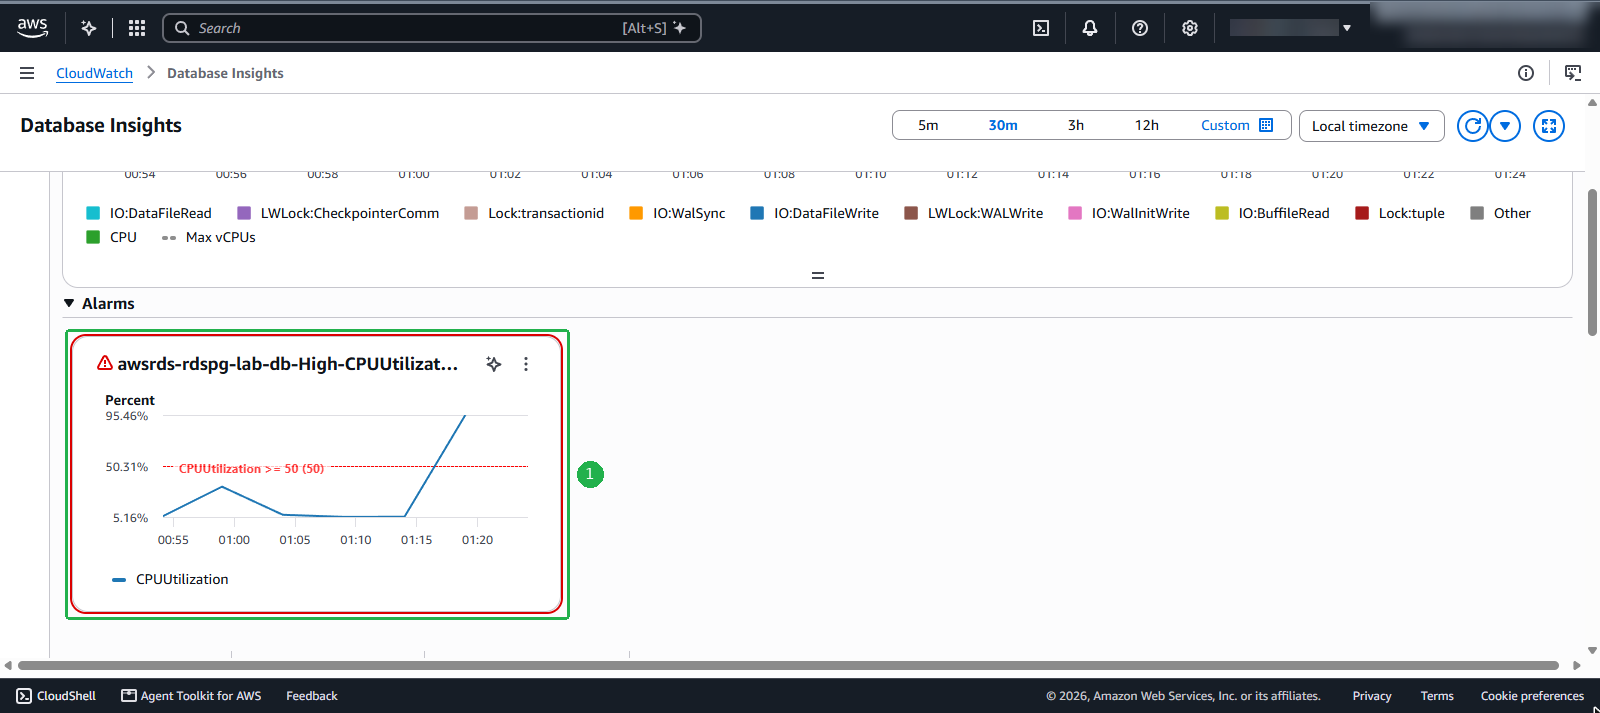 aws Search [Alt+S]
CloudWatch Database Insights
Database Insights 5m 30m 3h 12h Custom Local timezone
00:54 00:56 00:58 01:00 01:02 01:04 01:06 01:08 01:10 01:12 01:14 01:16 01:18 01:20 01:22 01:24
IO:DataFileRead LWLock:CheckpointerComm Lock:transactionid IO:WalSync IO:DataFileWrite LWLock:WALWrite IO:WalInitWrite IO:BuffileRead Lock:tuple Other
CPU Max vCPUs
Alarms
awsrds-rdspg-lab-db-High-CPUUtilizat...
Percent
95.46%
50.31% CPUUtilization >= 50 (50)
1
5.16%
00:55 01:00 01:05 01:10 01:15 01:20
CPUUtilization
CloudShell Agent Toolkit for AWS Feedback © 2026, Amazon Web Services, Inc. or its affiliates. Privacy Terms Cookie preferences